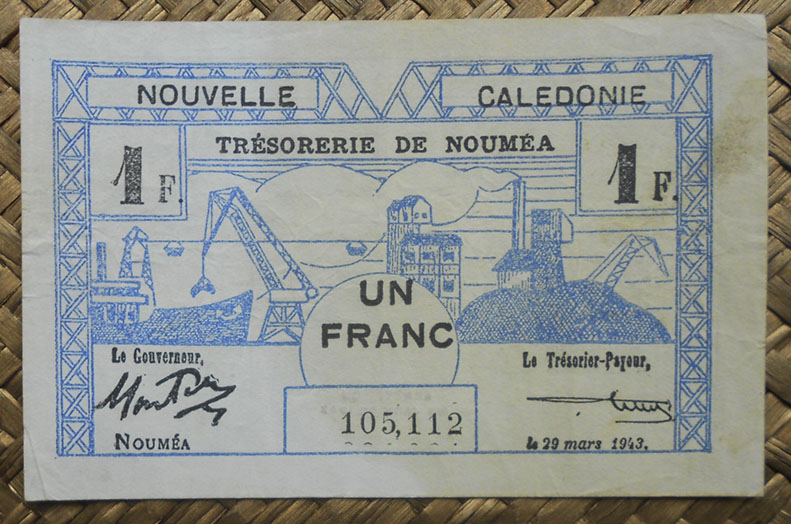 NOUVELLE CALEDONIE
TRÉSORERIE DE NOUMÉA
1 F. 1 F.
UN
FRANC
Le Gouverneur, Le Trésorier-Payeur,
105,112
NOUMÉA le 29 mars 1943.